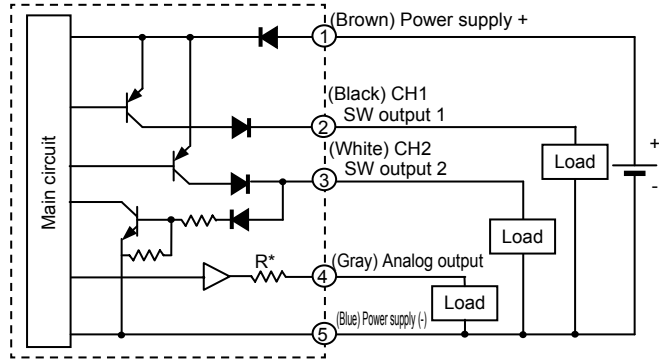 (Brown) Power supply +
1
(Black) CH1
SW output 1
2
(White) CH2
SW output 2
3
Main circuit
Load
+
-
Load
R*
(Gray) Analog output
4
Load
(Blue) Power supply (-)
5